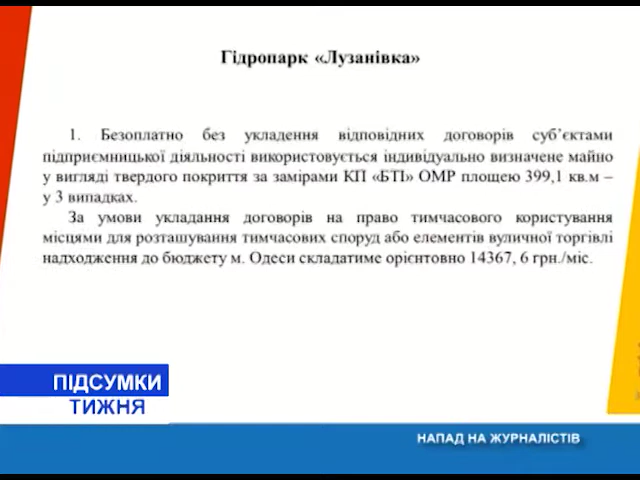 Гідропарк «Лузанівка»
1. Безоплатно без укладення відповідних договорів суб’єктами
підприємницької діяльності використовується індивідуально визначене майно
у вигляді твердого покриття за замірами КП «БТІ» ОМР площею 399,1 кв.м –
у 3 випадках.
За умови укладання договорів на право тимчасового користування
місцями для розташування тимчасових споруд або елементів вуличної торгівлі
надходження до бюджету м. Одеси складатиме орієнтовно 14367, 6 грн./міс.
ПІДСУМКИ
ТИЖНЯ
НАПАД НА ЖУРНАЛІСТІВ